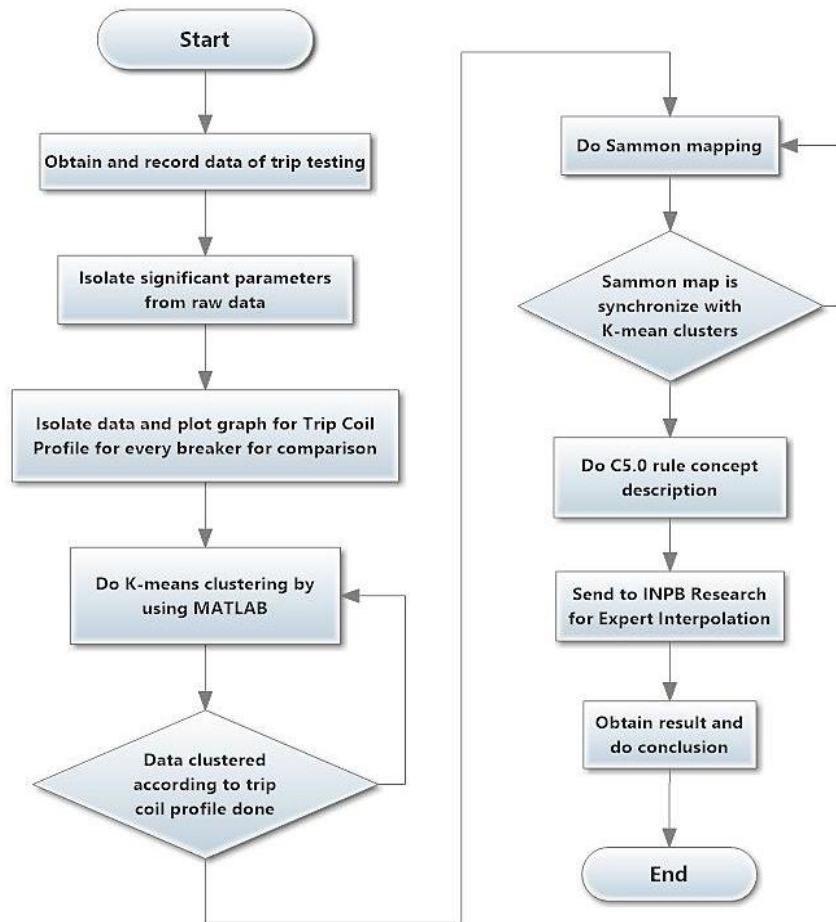 Start
Obtain and record data of trip testing
Isolate significant parameters
from raw data
Isolate data and plot graph for Trip Coil
Profile for every breaker for comparison
Do K-means clustering by
using MATLAB
Data clustered
according to trip
coil profile done
Do Sammon mapping
Sammon map is
synchronize with
K-mean clusters
Do C5.0 rule concept
description
Send to INPB Research
for Expert Interpolation
Obtain result and
do conclusion
End